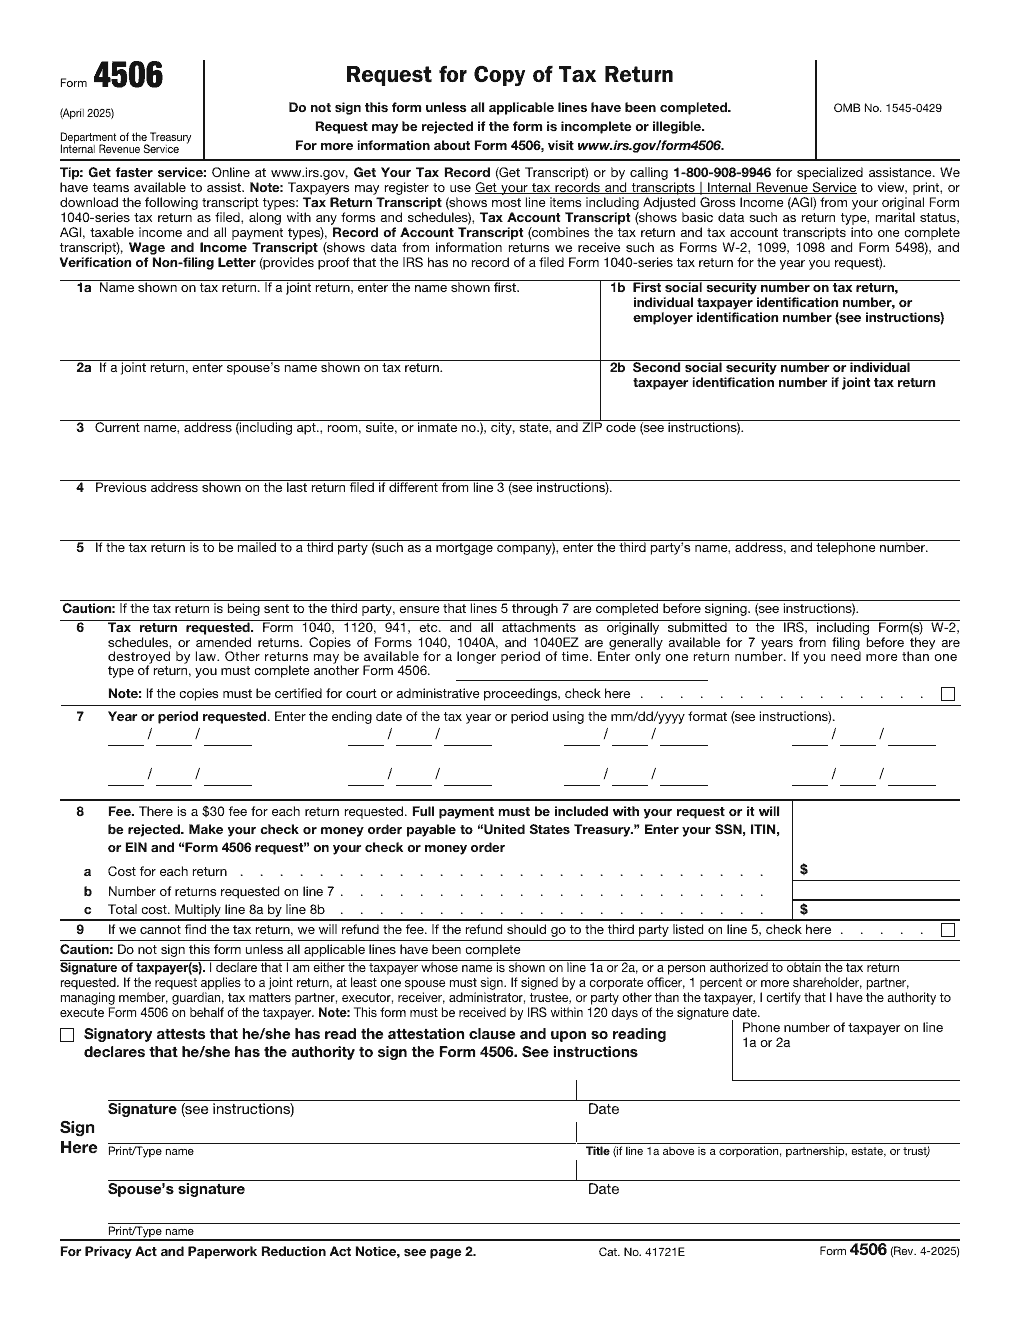 Form 4506
(April 2025)
Department of the Treasury
Internal Revenue Service
Request for Copy of Tax Return
Do not sign this form unless all applicable lines have been completed.
Request may be rejected if the form is incomplete or illegible.
For more information about Form 4506, visit www.irs.gov/form4506.
OMB No. 1545-0429
Tip: Get faster service: Online at www.irs.gov, Get Your Tax Record (Get Transcript) or by calling 1-800-908-9946 for specialized assistance. We
have teams available to assist. Note: Taxpayers may register to use Get your tax records and transcripts | Internal Revenue Service to view, print, or
download the following transcript types: Tax Return Transcript (shows most line items including Adjusted Gross Income (AGI) from your original Form
1040-series tax return as filed, along with any forms and schedules), Tax Account Transcript (shows basic data such as return type, marital status,
AGI, taxable income and all payment types), Record of Account Transcript (combines the tax return and tax account transcripts into one complete
transcript), Wage and Income Transcript (shows data from information returns we receive such as Forms W-2, 1099, 1098 and Form 5498), and
Verification of Non-filing Letter (provides proof that the IRS has no record of a filed Form 1040-series tax return for the year you request).
1a Name shown on tax return. If a joint return, enter the name shown first.
1b First social security number on tax return,
individual taxpayer identification number, or
employer identification number (see instructions)
2a If a joint return, enter spouse's name shown on tax return.
2b Second social security number or individual
taxpayer identification number if joint tax return
3 Current name, address (including apt., room, suite, or inmate no.), city, state, and ZIP code (see instructions).
4 Previous address shown on the last return filed if different from line 3 (see instructions).
5 If the tax return is to be mailed to a third party (such as a mortgage company), enter the third party's name, address, and telephone number.
Caution: If the tax return is being sent to the third party, ensure that lines 5 through 7 are completed before signing. (see instructions).
6 Tax return requested. Form 1040, 1120, 941, etc. and all attachments as originally submitted to the IRS, including Form(s) W-2,
schedules, or amended returns. Copies of Forms 1040, 1040A, and 1040EZ are generally available for 7 years from filing before they are
destroyed by law. Other returns may be available for a longer period of time. Enter only one return number. If you need more than one
type of return, you must complete another Form 4506.
Note: If the copies must be certified for court or administrative proceedings, check here . . . . . . . . . . . . . .
7 Year or period requested. Enter the ending date of the tax year or period using the mm/dd/yyyy format (see instructions).
/ / / / / / / /
/ / / / / / / /
8 Fee. There is a $30 fee for each return requested. Full payment must be included with your request or it will
be rejected. Make your check or money order payable to “United States Treasury.” Enter your SSN, ITIN,
or EIN and “Form 4506 request” on your check or money order
a Cost for each return . . . . . . . . . . . . . . . . . . . . . . . . . $
b Number of returns requested on line 7 . . . . . . . . . . . . . . . . . . . .
c Total cost. Multiply line 8a by line 8b . . . . . . . . . . . . . . . . . . . . $
9 If we cannot find the tax return, we will refund the fee. If the refund should go to the third party listed on line 5, check here . . . . .
Caution: Do not sign this form unless all applicable lines have been complete
Signature of taxpayer(s). I declare that I am either the taxpayer whose name is shown on line 1a or 2a, or a person authorized to obtain the tax return
requested. If the request applies to a joint return, at least one spouse must sign. If signed by a corporate officer, 1 percent or more shareholder, partner,
managing member, guardian, tax matters partner, executor, receiver, administrator, trustee, or party other than the taxpayer, I certify that I have the authority to
execute Form 4506 on behalf of the taxpayer. Note: This form must be received by IRS within 120 days of the signature date.
Signatory attests that he/she has read the attestation clause and upon so reading
declares that he/she has the authority to sign the Form 4506. See instructions
Phone number of taxpayer on line
1a or 2a
Sign
Here
Signature (see instructions)
Date
Print/Type name
Title (if line 1a above is a corporation, partnership, estate, or trust)
Spouse's signature
Date
Print/Type name
For Privacy Act and Paperwork Reduction Act Notice, see page 2.
Cat. No. 41721E
Form 4506 (Rev. 4-2025)